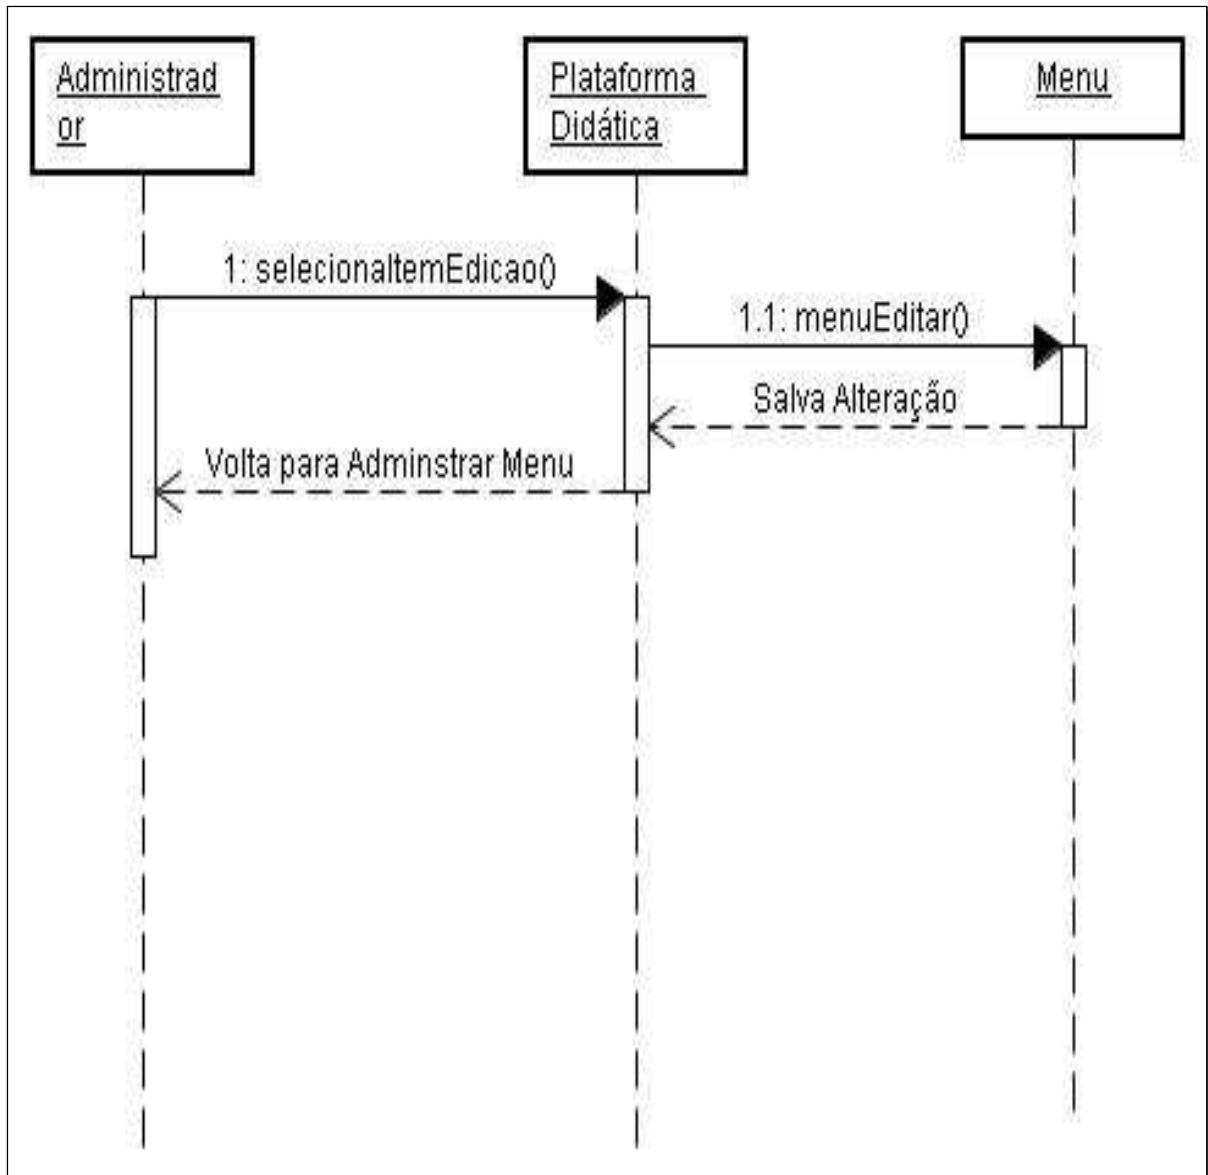 Administrad
or
Plataforma
Didática
Menu
1: selecionaItemEdicao()
1.1: menuEditar()
Salva Alteração
Volta para Adminstrar Menu